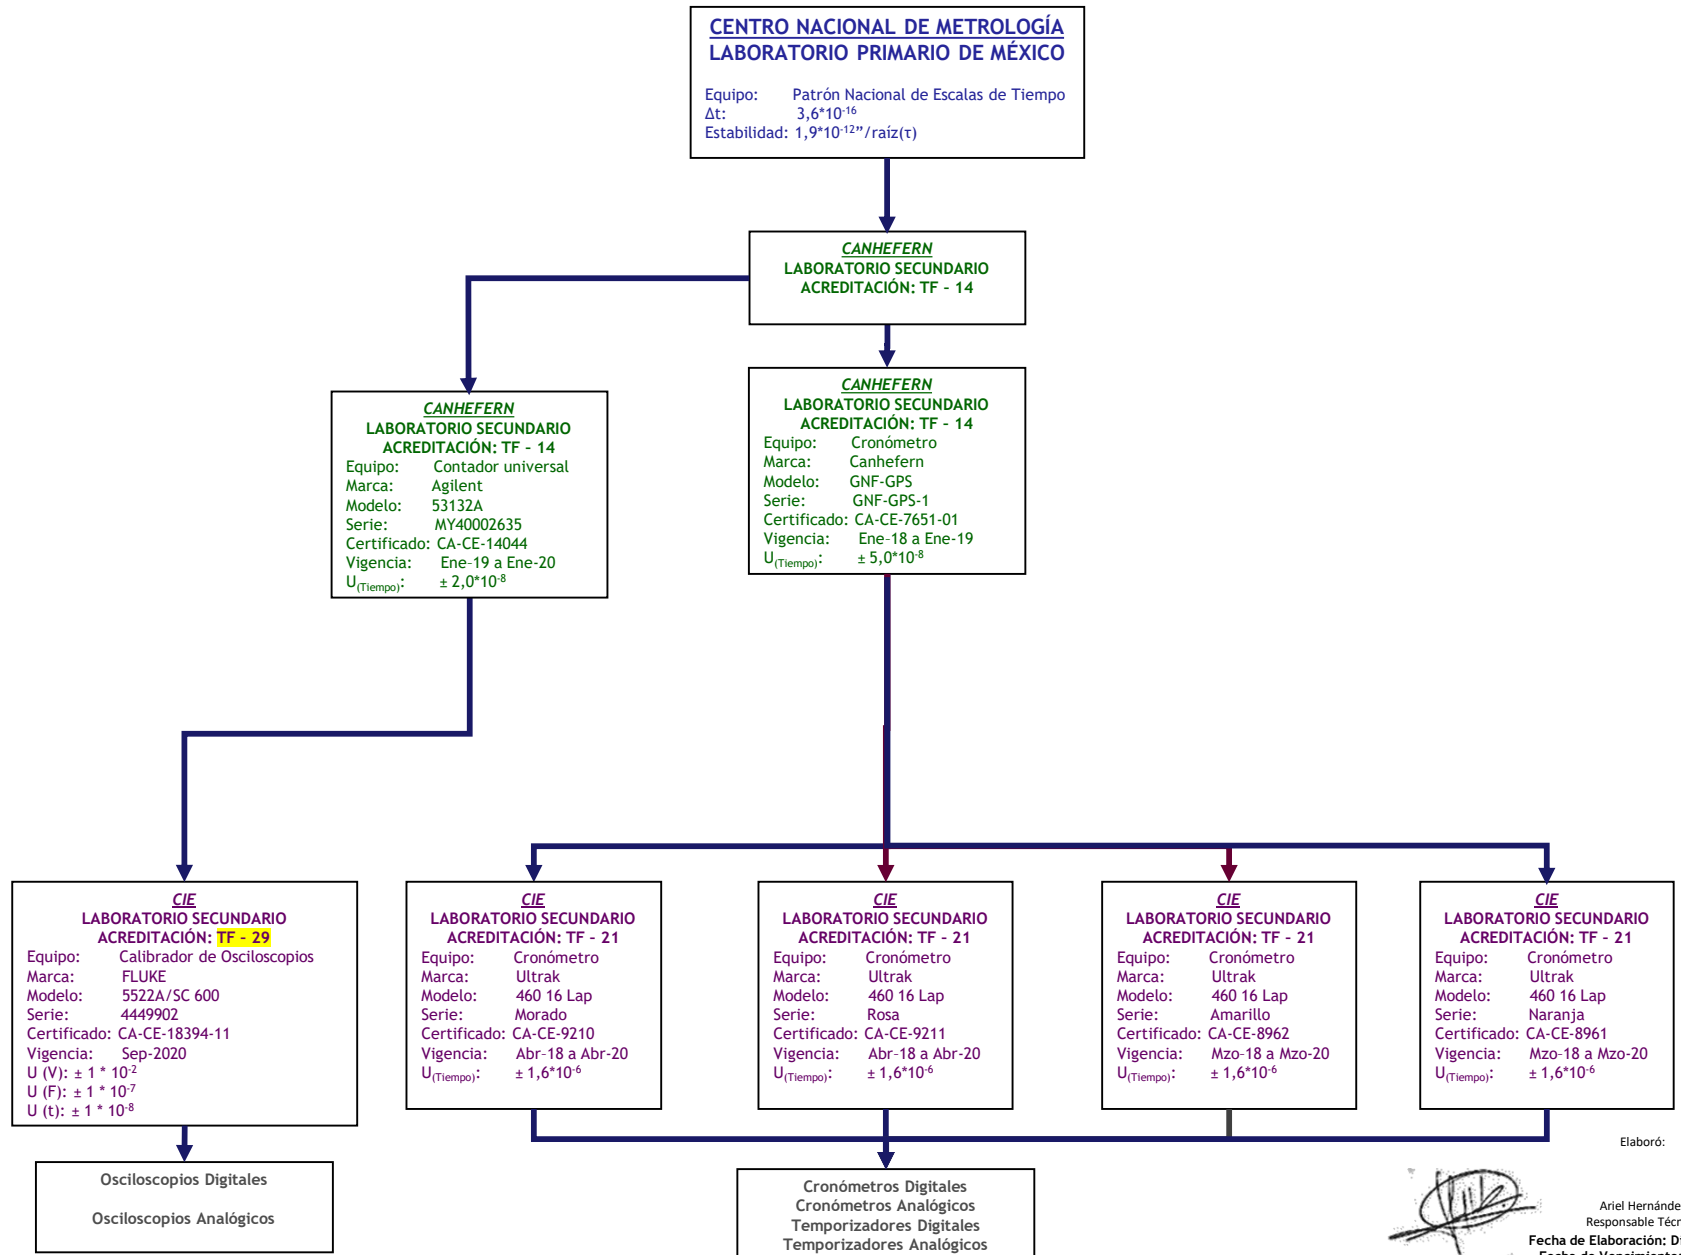 CENTRO NACIONAL DE METROLOGÍA
LABORATORIO PRIMARIO DE MÉXICO
Equipo: Patrón Nacional de Escalas de Tiempo
Δt: 3,6*10⁻¹⁶
Estabilidad: 1,9*10⁻¹²”/raíz(τ)
CANHEFERN
LABORATORIO SECUNDARIO
ACREDITACIÓN: TF - 14
CANHEFERN
LABORATORIO SECUNDARIO
ACREDITACIÓN: TF - 14
Equipo: Contador universal
Marca: Agilent
Modelo: 53132A
Serie: MY40002635
Certificado: CA-CE-14044
Vigencia: Ene-19 a Ene-20
U(Tiempo): ± 2,0*10⁻⁸
CANHEFERN
LABORATORIO SECUNDARIO
ACREDITACIÓN: TF - 14
Equipo: Cronómetro
Marca: Canhefern
Modelo: GNF-GPS
Serie: GNF-GPS-1
Certificado: CA-CE-7651-01
Vigencia: Ene-18 a Ene-19
U(Tiempo): ± 5,0*10⁻⁸
CIE
LABORATORIO SECUNDARIO
ACREDITACIÓN: TF - 29
Equipo: Calibrador de Osciloscopios
Marca: FLUKE
Modelo: 5522A/SC 600
Serie: 4449902
Certificado: CA-CE-18394-11
Vigencia: Sep-2020
U (V): ± 1 * 10⁻²
U (F): ± 1 * 10⁻⁷
U (t): ± 1 * 10⁻⁸
CIE
LABORATORIO SECUNDARIO
ACREDITACIÓN: TF - 21
Equipo: Cronómetro
Marca: Ultrak
Modelo: 460 16 Lap
Serie: Morado
Certificado: CA-CE-9210
Vigencia: Abr-18 a Abr-20
U(Tiempo): ± 1,6*10⁻⁶
CIE
LABORATORIO SECUNDARIO
ACREDITACIÓN: TF - 21
Equipo: Cronómetro
Marca: Ultrak
Modelo: 460 16 Lap
Serie: Rosa
Certificado: CA-CE-9211
Vigencia: Abr-18 a Abr-20
U(Tiempo): ± 1,6*10⁻⁶
CIE
LABORATORIO SECUNDARIO
ACREDITACIÓN: TF - 21
Equipo: Cronómetro
Marca: Ultrak
Modelo: 460 16 Lap
Serie: Amarillo
Certificado: CA-CE-8962
Vigencia: Mzo-18 a Mzo-20
U(Tiempo): ± 1,6*10⁻⁶
CIE
LABORATORIO SECUNDARIO
ACREDITACIÓN: TF - 21
Equipo: Cronómetro
Marca: Ultrak
Modelo: 460 16 Lap
Serie: Naranja
Certificado: CA-CE-8961
Vigencia: Mzo-18 a Mzo-20
U(Tiempo): ± 1,6*10⁻⁶
Osciloscopios Digitales
Osciloscopios Analógicos
Cronómetros Digitales
Cronómetros Analógicos
Temporizadores Digitales
Temporizadores Analógicos
Elaboró:
Ariel
Responsable
Fecha de Elaboración: